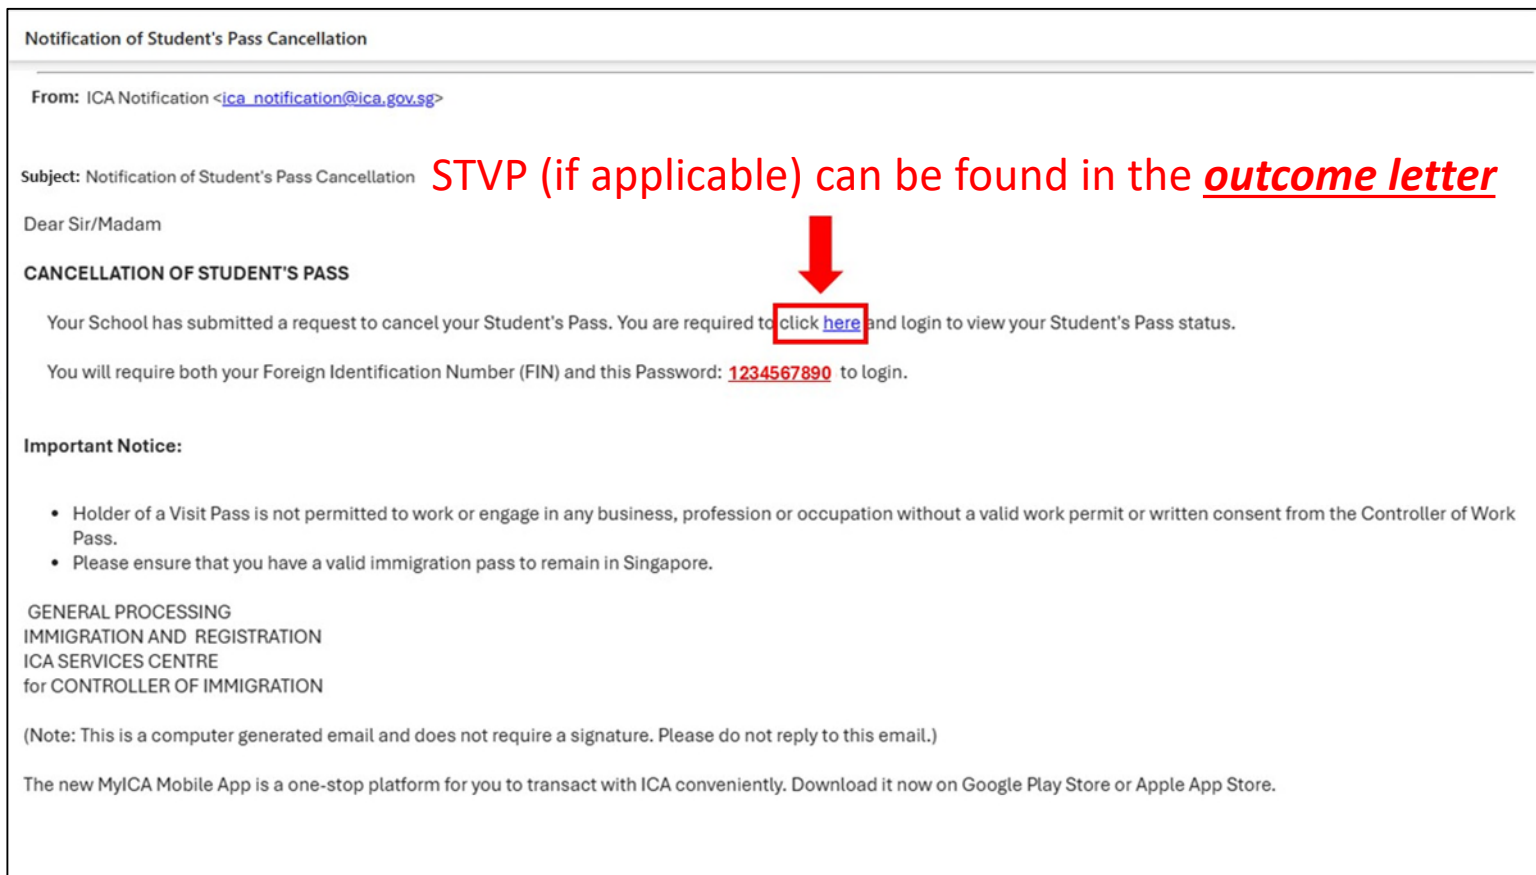 Notification of Student's Pass Cancellation
From: ICA Notification <ica_notification@ica.gov.sg>
Subject: Notification of Student's Pass Cancellation STVP (if applicable) can be found in the outcome letter
Dear Sir/Madam
CANCELLATION OF STUDENT'S PASS
Your School has submitted a request to cancel your Student's Pass. You are required to click here and login to view your Student's Pass status.
You will require both your Foreign Identification Number (FIN) and this Password: 1234567890 to login.
Important Notice:
• Holder of a Visit Pass is not permitted to work or engage in any business, profession or occupation without a valid work permit or written consent from the Controller of Work
Pass.
• Please ensure that you have a valid immigration pass to remain in Singapore.
GENERAL PROCESSING
IMMIGRATION AND REGISTRATION
ICA SERVICES CENTRE
for CONTROLLER OF IMMIGRATION
(Note: This is a computer generated email and does not require a signature. Please do not reply to this email.)
The new MyICA Mobile App is a one-stop platform for you to transact with ICA conveniently. Download it now on Google Play Store or Apple App Store.